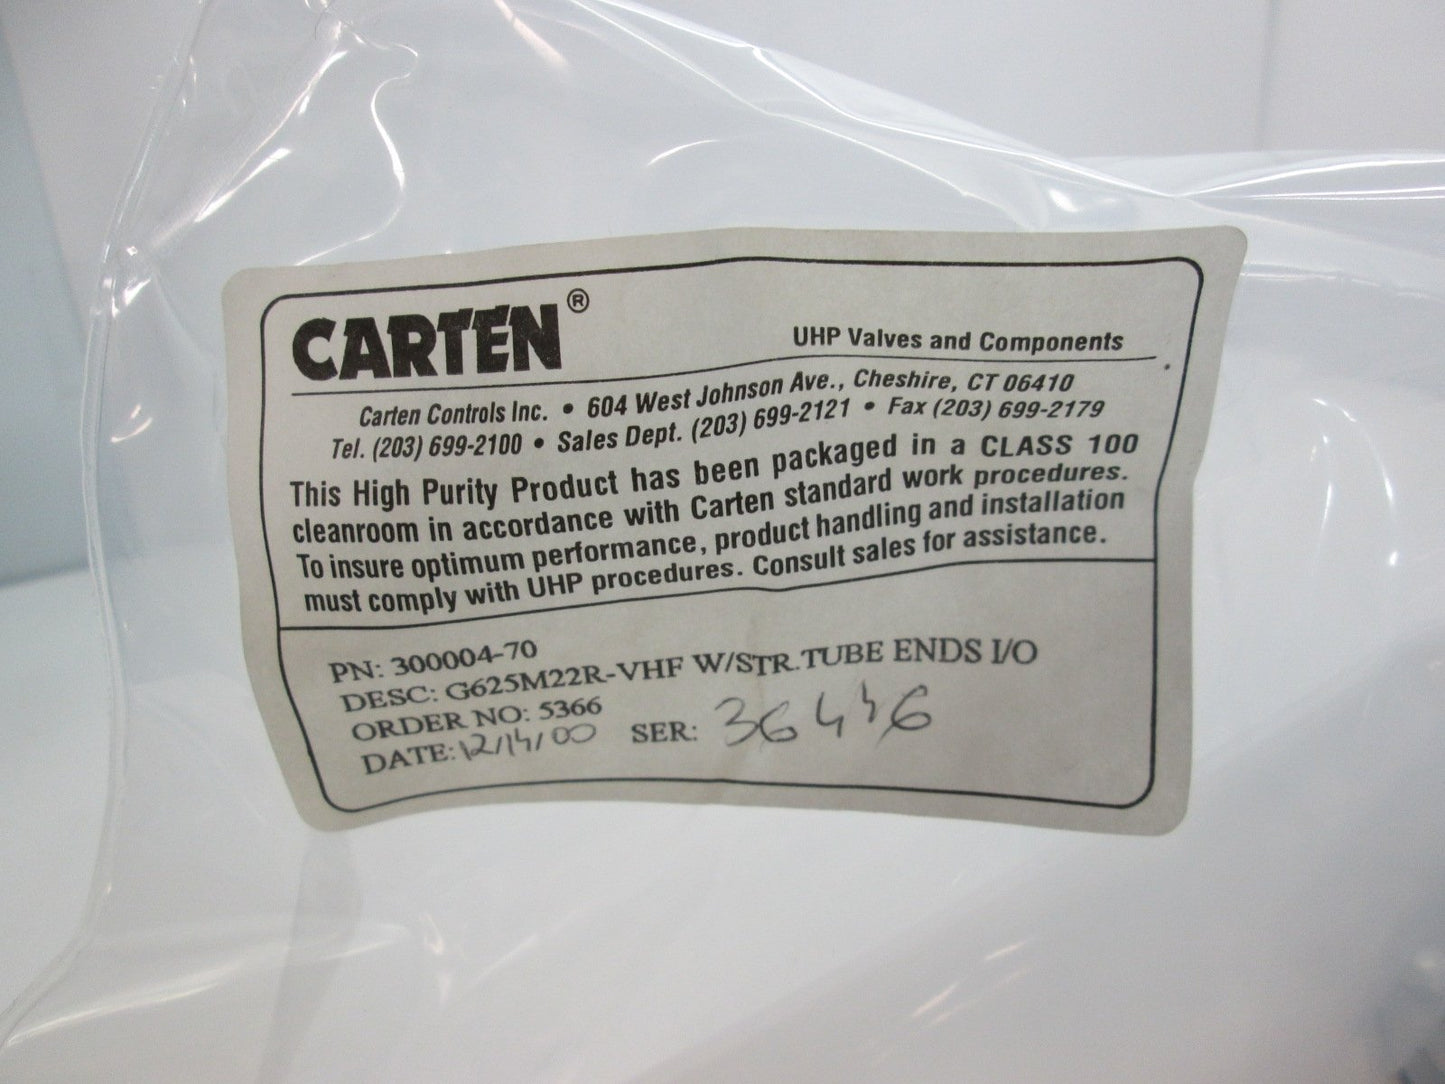 CARTEN®
UHP Valves and Components
Carten Controls Inc. • 604 West Johnson Ave., Cheshire, CT 06410
Tel. (203) 699-2100 • Sales Dept. (203) 699-2121 • Fax (203) 699-2179
This High Purity Product has been packaged in a CLASS 100
cleanroom in accordance with Carten standard work procedures.
To insure optimum performance, product handling and installation
must comply with UHP procedures. Consult sales for assistance.
PN: 300004-70
DESC: G625M22R-VHF W/STR.TUBE ENDS I/O
ORDER NO: 5366
DATE: 12/14/00 SER: 36446